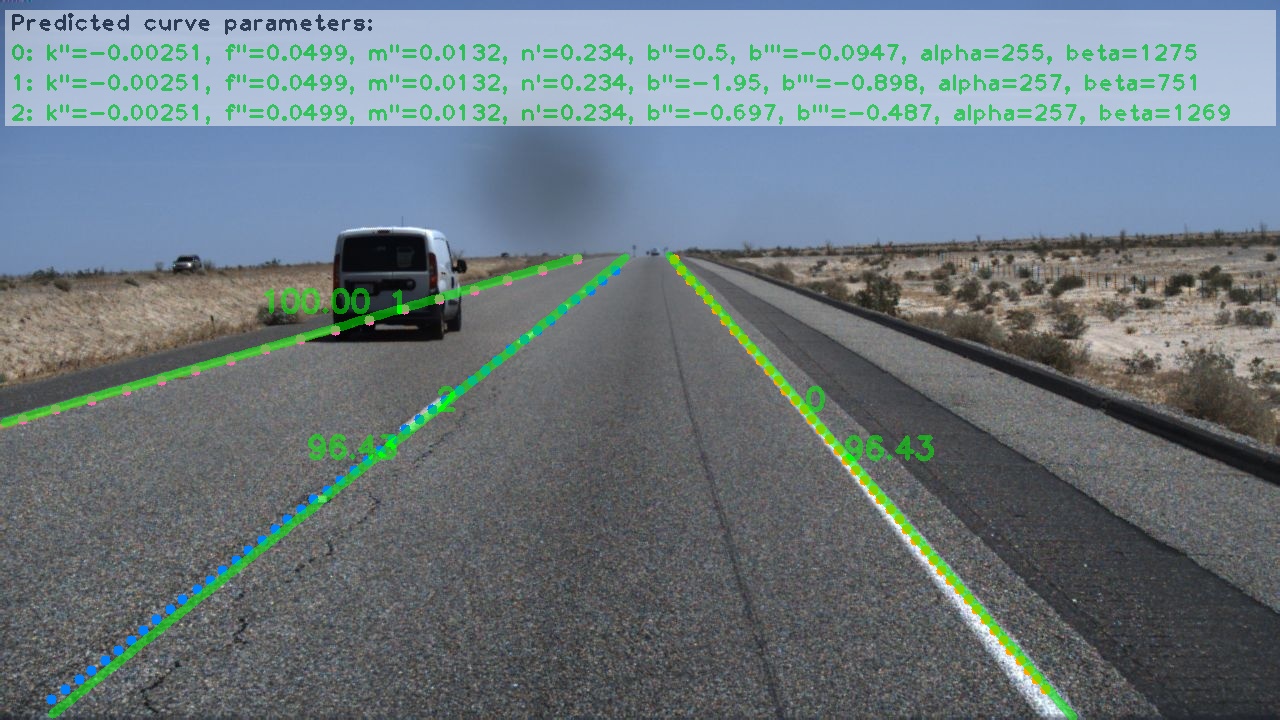 Predicted curve parameters:
0: k''=-0.00251, f''=0.0499, m''=0.0132, n'=0.234, b''=0.5, b'''=-0.0947, alpha=255, beta=1275
1: k''=-0.00251, f''=0.0499, m''=0.0132, n'=0.234, b''=-1.95, b'''=-0.898, alpha=257, beta=751
2: k''=-0.00251, f''=0.0499, m''=0.0132, n'=0.234, b''=-0.697, b'''=-0.487, alpha=257, beta=1269
100.00 1
2 0
96.43 96.43